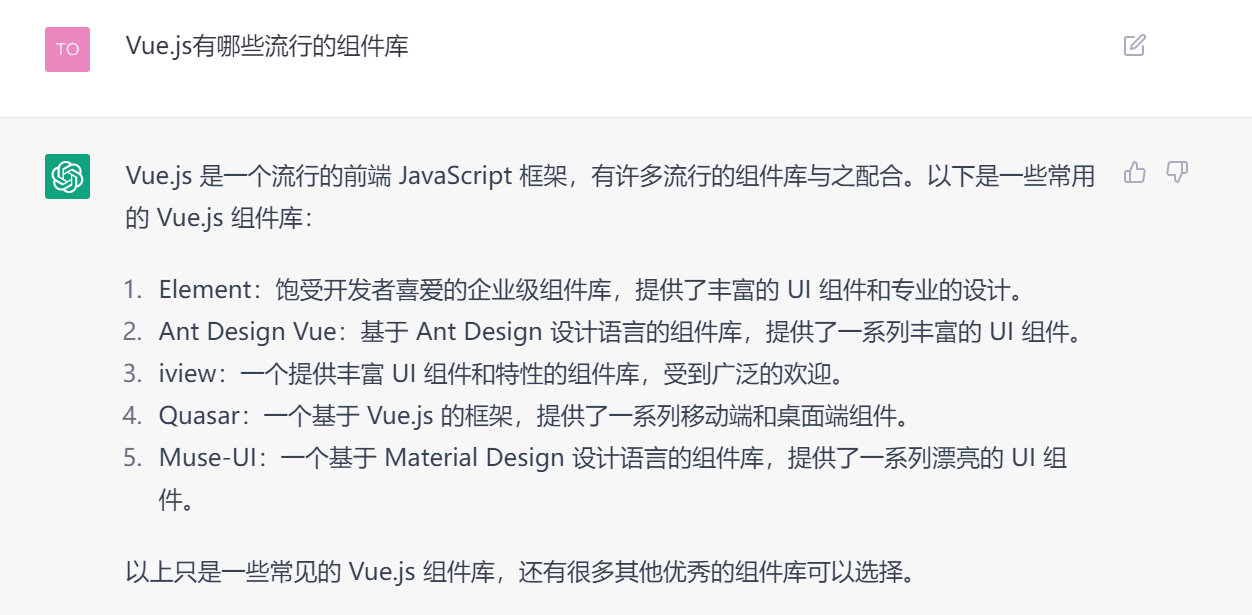 TO
Vue.js有哪些流行的组件库
Vue.js 是一个流行的前端 JavaScript 框架，有许多流行的组件库与之配合。以下是一些常用
的 Vue.js 组件库：
1. Element：饱受开发者喜爱的企业级组件库，提供了丰富的 UI 组件和专业的设计。
2. Ant Design Vue：基于 Ant Design 设计语言的组件库，提供了一系列丰富的 UI 组件。
3. iview：一个提供丰富 UI 组件和特性的组件库，受到广泛的欢迎。
4. Quasar：一个基于 Vue.js 的框架，提供了一系列移动端和桌面端组件。
5. Muse-UI：一个基于 Material Design 设计语言的组件库，提供了一系列漂亮的 UI 组
件。
以上只是一些常见的 Vue.js 组件库，还有很多其他优秀的组件库可以选择。